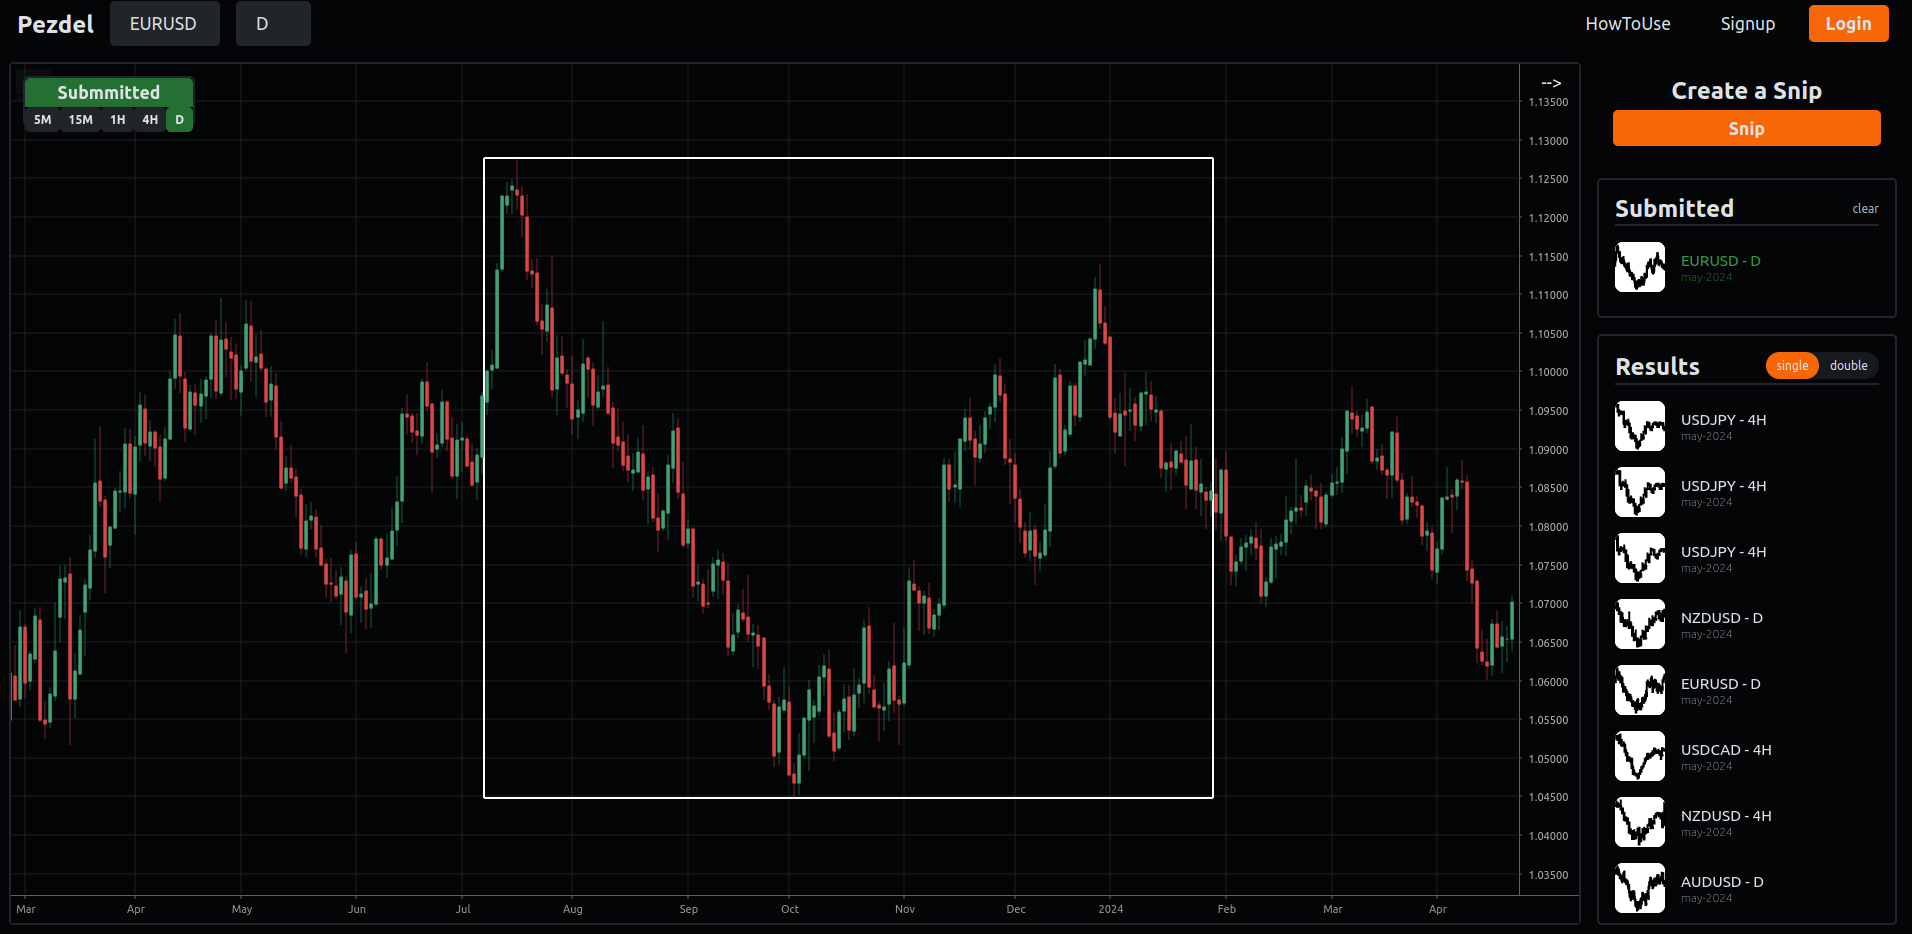 Pezdel EURUSD D HowToUse Signup Login
Submmitted
5M 15M 1H 4H D
-->
1.13500
1.13000
1.12500
1.12000
1.11500
1.11000
1.10500
1.10000
1.09500
1.09000
1.08500
1.08000
1.07500
1.07000
1.06500
1.06000
1.05500
1.05000
1.04500
1.04000
1.03500
Mar Apr May Jun Jul Aug Sep Oct Nov Dec 2024 Feb Mar Apr
Create a Snip
Snip
Submitted clear
EURUSD - D
may-2024
Results single double
USDJPY - 4H
may-2024
USDJPY - 4H
may-2024
USDJPY - 4H
may-2024
NZDUSD - D
may-2024
EURUSD - D
may-2024
USDCAD - 4H
may-2024
NZDUSD - 4H
may-2024
AUDUSD - D
may-2024